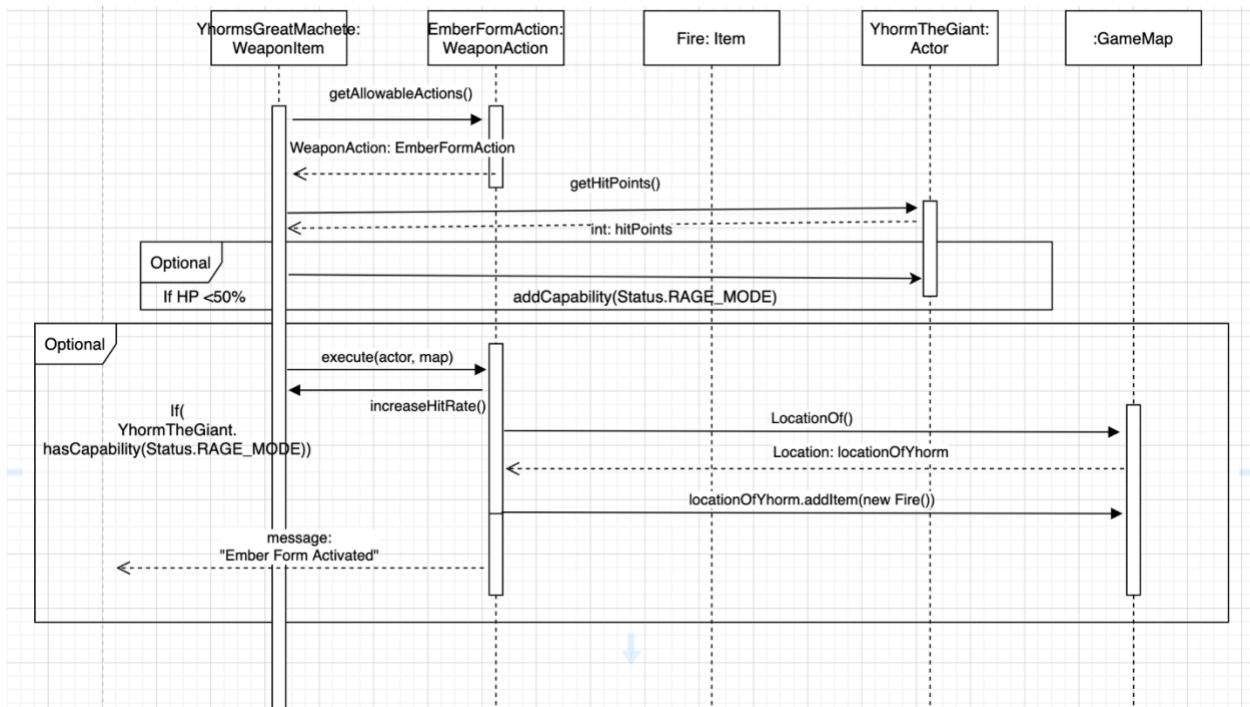 YhormsGreatMachete:
WeaponItem
EmberFormAction:
WeaponAction
Fire: Item
YhormTheGiant:
Actor
:GameMap
getAllowableActions()
WeaponAction: EmberFormAction
getHitPoints()
int: hitPoints
Optional
If HP <50%
addCapability(Status.RAGE_MODE)
Optional
execute(actor, map)
increaseHitRate()
If(
YhormTheGiant.
hasCapability(Status.RAGE_MODE))
LocationOf()
Location: locationOfYhorm
locationOfYhorm.addItem(new Fire())
message:
"Ember Form Activated"